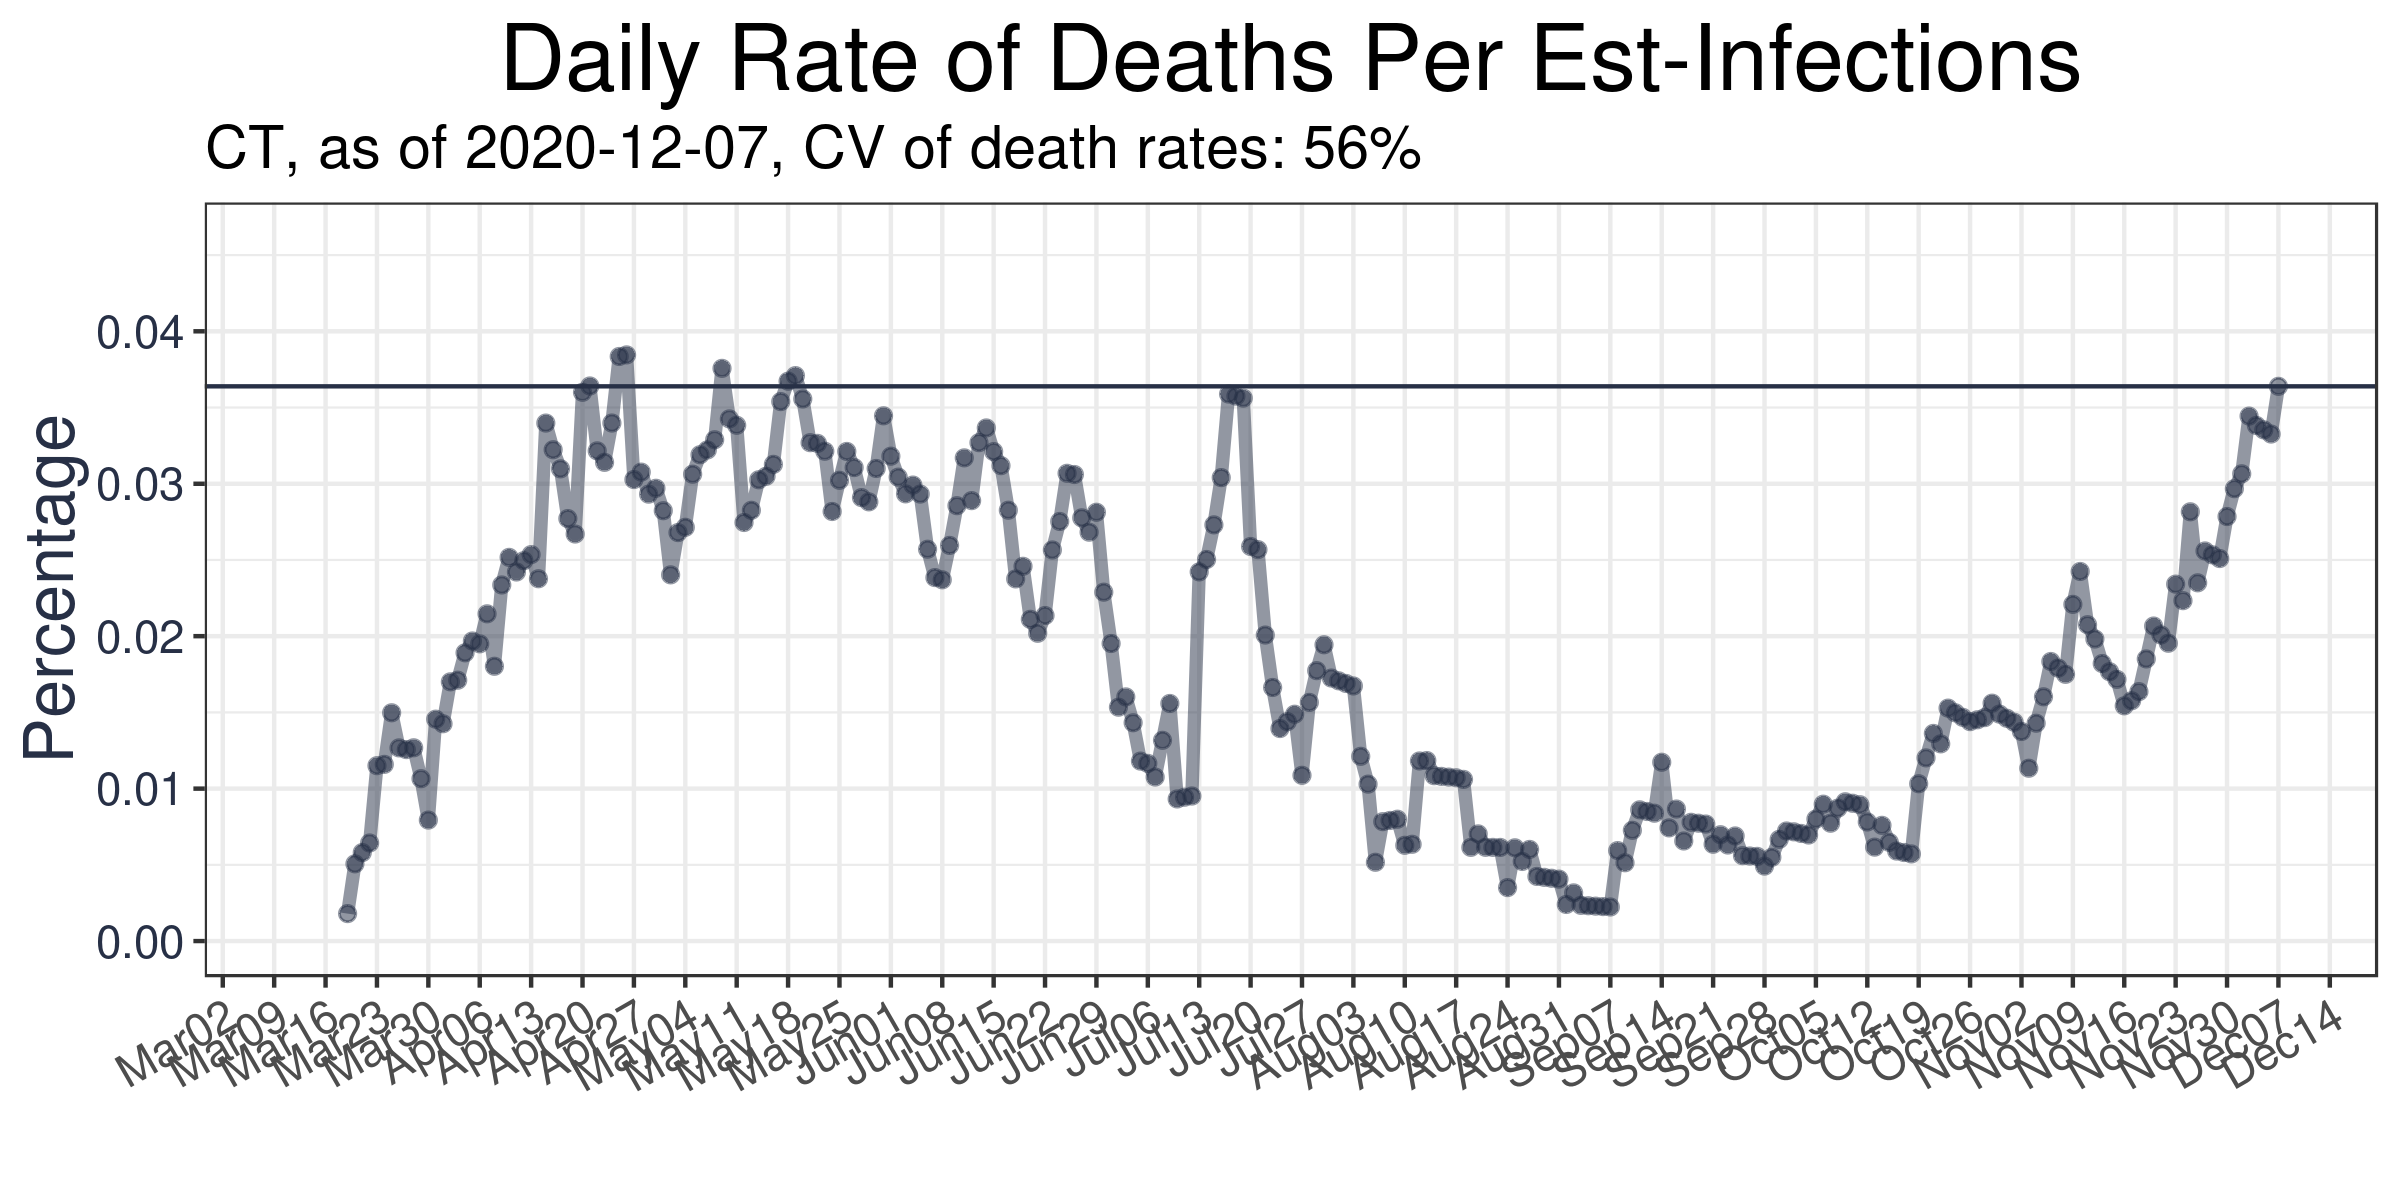 Daily Rate of Deaths Per Est-Infections
CT, as of 2020-12-07, CV of death rates: 56%
Percentage
0.04
0.03
0.02
0.01
0.00
Mar02
Mar09
Mar16
Mar23
Mar30
Apr06
Apr13
Apr20
Apr27
May04
May11
May18
May25
Jun01
Jun08
Jun15
Jun22
Jun29
Jul06
Jul13
Jul20
Jul27
Aug03
Aug10
Aug17
Aug24
Aug31
Sep07
Sep14
Sep21
Sep28
Oct05
Oct12
Oct19
Oct26
Nov02
Nov09
Nov16
Nov23
Nov30
Dec07
Dec14